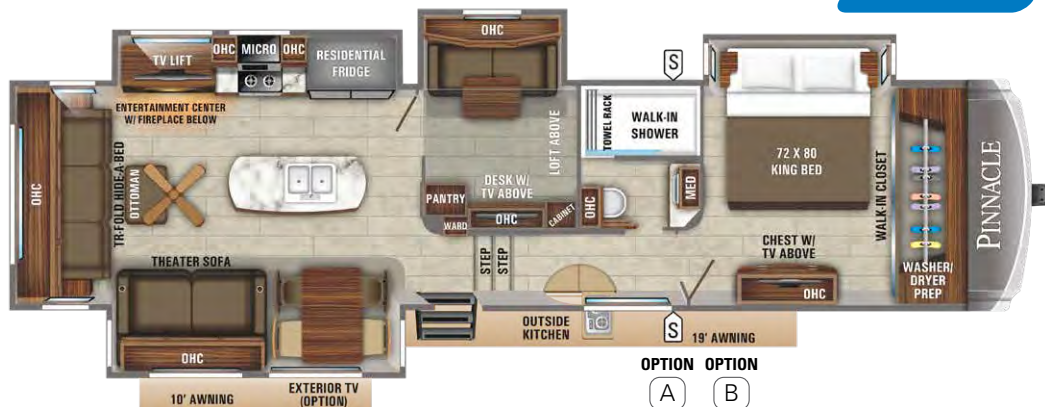 OHC
TV LIFT
OHC
MICRO
OHC
RESIDENTIAL
FRIDGE
ENTERTAINMENT CENTER
W/ FIREPLACE BELOW
OHC
TRI-FOLD HIDE-A-BED
OTTOMAN
THEATER SOFA
OHC
10' AWNING
EXTERIOR TV
(OPTION)
LOFT ABOVE
DESK W/
TV ABOVE
PANTRY
WARD
OHC
CABINET
STEP
STEP
OHC
TOWEL RACK
WALK-IN
SHOWER
MED
S
72 X 80
KING BED
WALK-IN CLOSET
CHEST W/
TV ABOVE
OHC
WASHER/
DRYER
PREP
PINNACLE
OUTSIDE
KITCHEN
S
19' AWNING
OPTION OPTION
A B